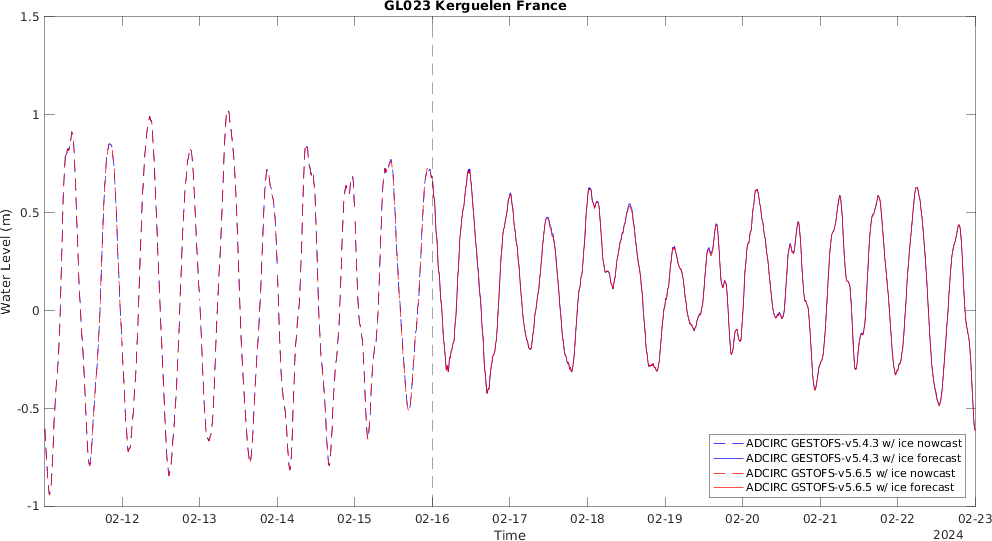 GL023 Kerguelen France
1.5
1
0.5
0
-0.5
-1
Water Level (m)
ADCIRC GESTOFS-v5.4.3 w/ ice nowcast
ADCIRC GESTOFS-v5.4.3 w/ ice forecast
ADCIRC GSTOFS-v5.6.5 w/ ice nowcast
ADCIRC GSTOFS-v5.6.5 w/ ice forecast
02-12 02-13 02-14 02-15 02-16 02-17 02-18 02-19 02-20 02-21 02-22 02-23
Time
2024